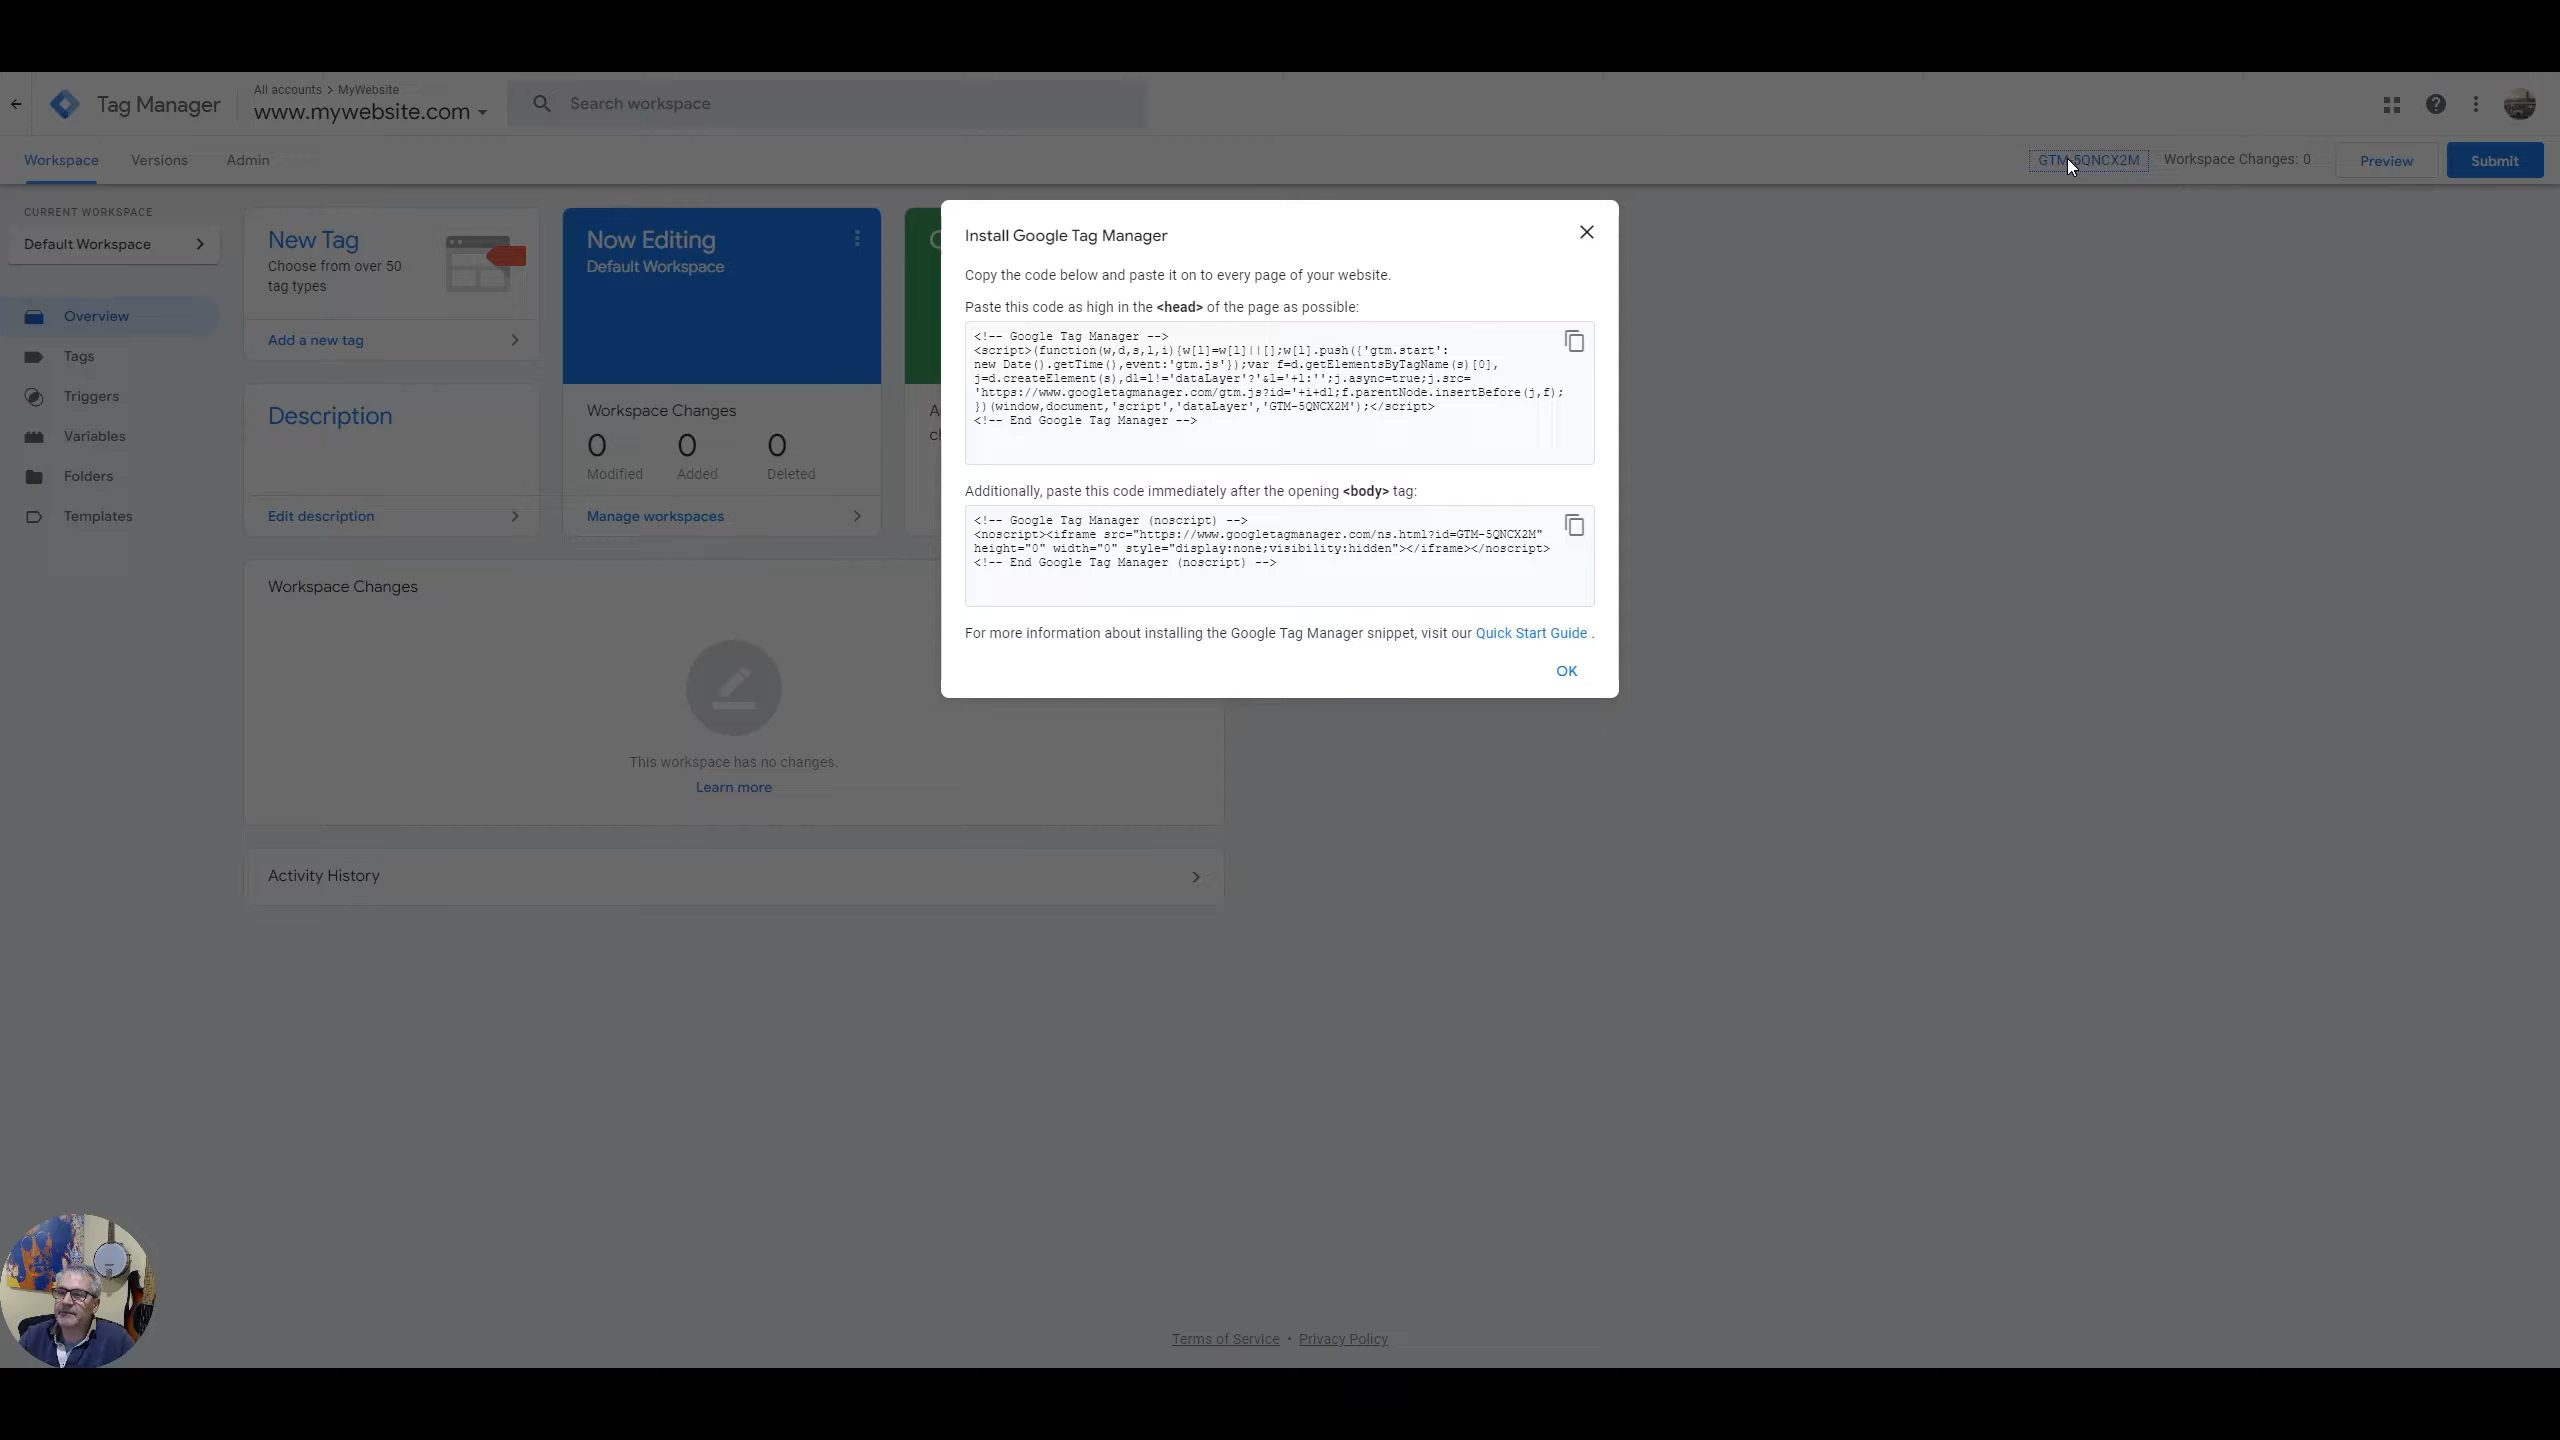 Tag Manager
All accounts > MyWebsite
www.mywebsite.com
Search workspace
Workspace
Versions
Admin
GTM-5QNCX2M
Workspace Changes: 0
Preview
Submit
CURRENT WORKSPACE
Default Workspace
Overview
Tags
Triggers
Variables
Folders
Templates
New Tag
Choose from over 50
tag types
Add a new tag
Description
Edit description
Now Editing
Default Workspace
Workspace Changes
0 0 0
Modified Added Deleted
Manage workspaces
Install Google Tag Manager
Copy the code below and paste it on to every page of your website.
Paste this code as high in the <head> of the page as possible:
<!-- Google Tag Manager -->
<script>(function(w,d,s,l,i){w[l]=w[l]||[];w[l].push({'gtm.start':
new Date().getTime(),event:'gtm.js'});var f=d.getElementsByTagName(s)[0],
j=d.createElement(s),dl=l!='dataLayer'?'&l='+l:'';j.async=true;j.src=
'https://www.googletagmanager.com/gtm.js?id='+i+dl;f.parentNode.insertBefore(j,f);
})(window,document,'script','dataLayer','GTM-5QNCX2M');</script>
<!-- End Google Tag Manager -->
Additionally, paste this code immediately after the opening <body> tag:
<!-- Google Tag Manager (noscript) -->
<noscript><iframe src="https://www.googletagmanager.com/ns.html?id=GTM-5QNCX2M"
height="0" width="0" style="display:none;visibility:hidden"></iframe></noscript>
<!-- End Google Tag Manager (noscript) -->
For more information about installing the Google Tag Manager snippet, visit our Quick Start Guide .
OK
Workspace Changes
This workspace has no changes.
Learn more
Activity History
Terms of Service • Privacy Policy